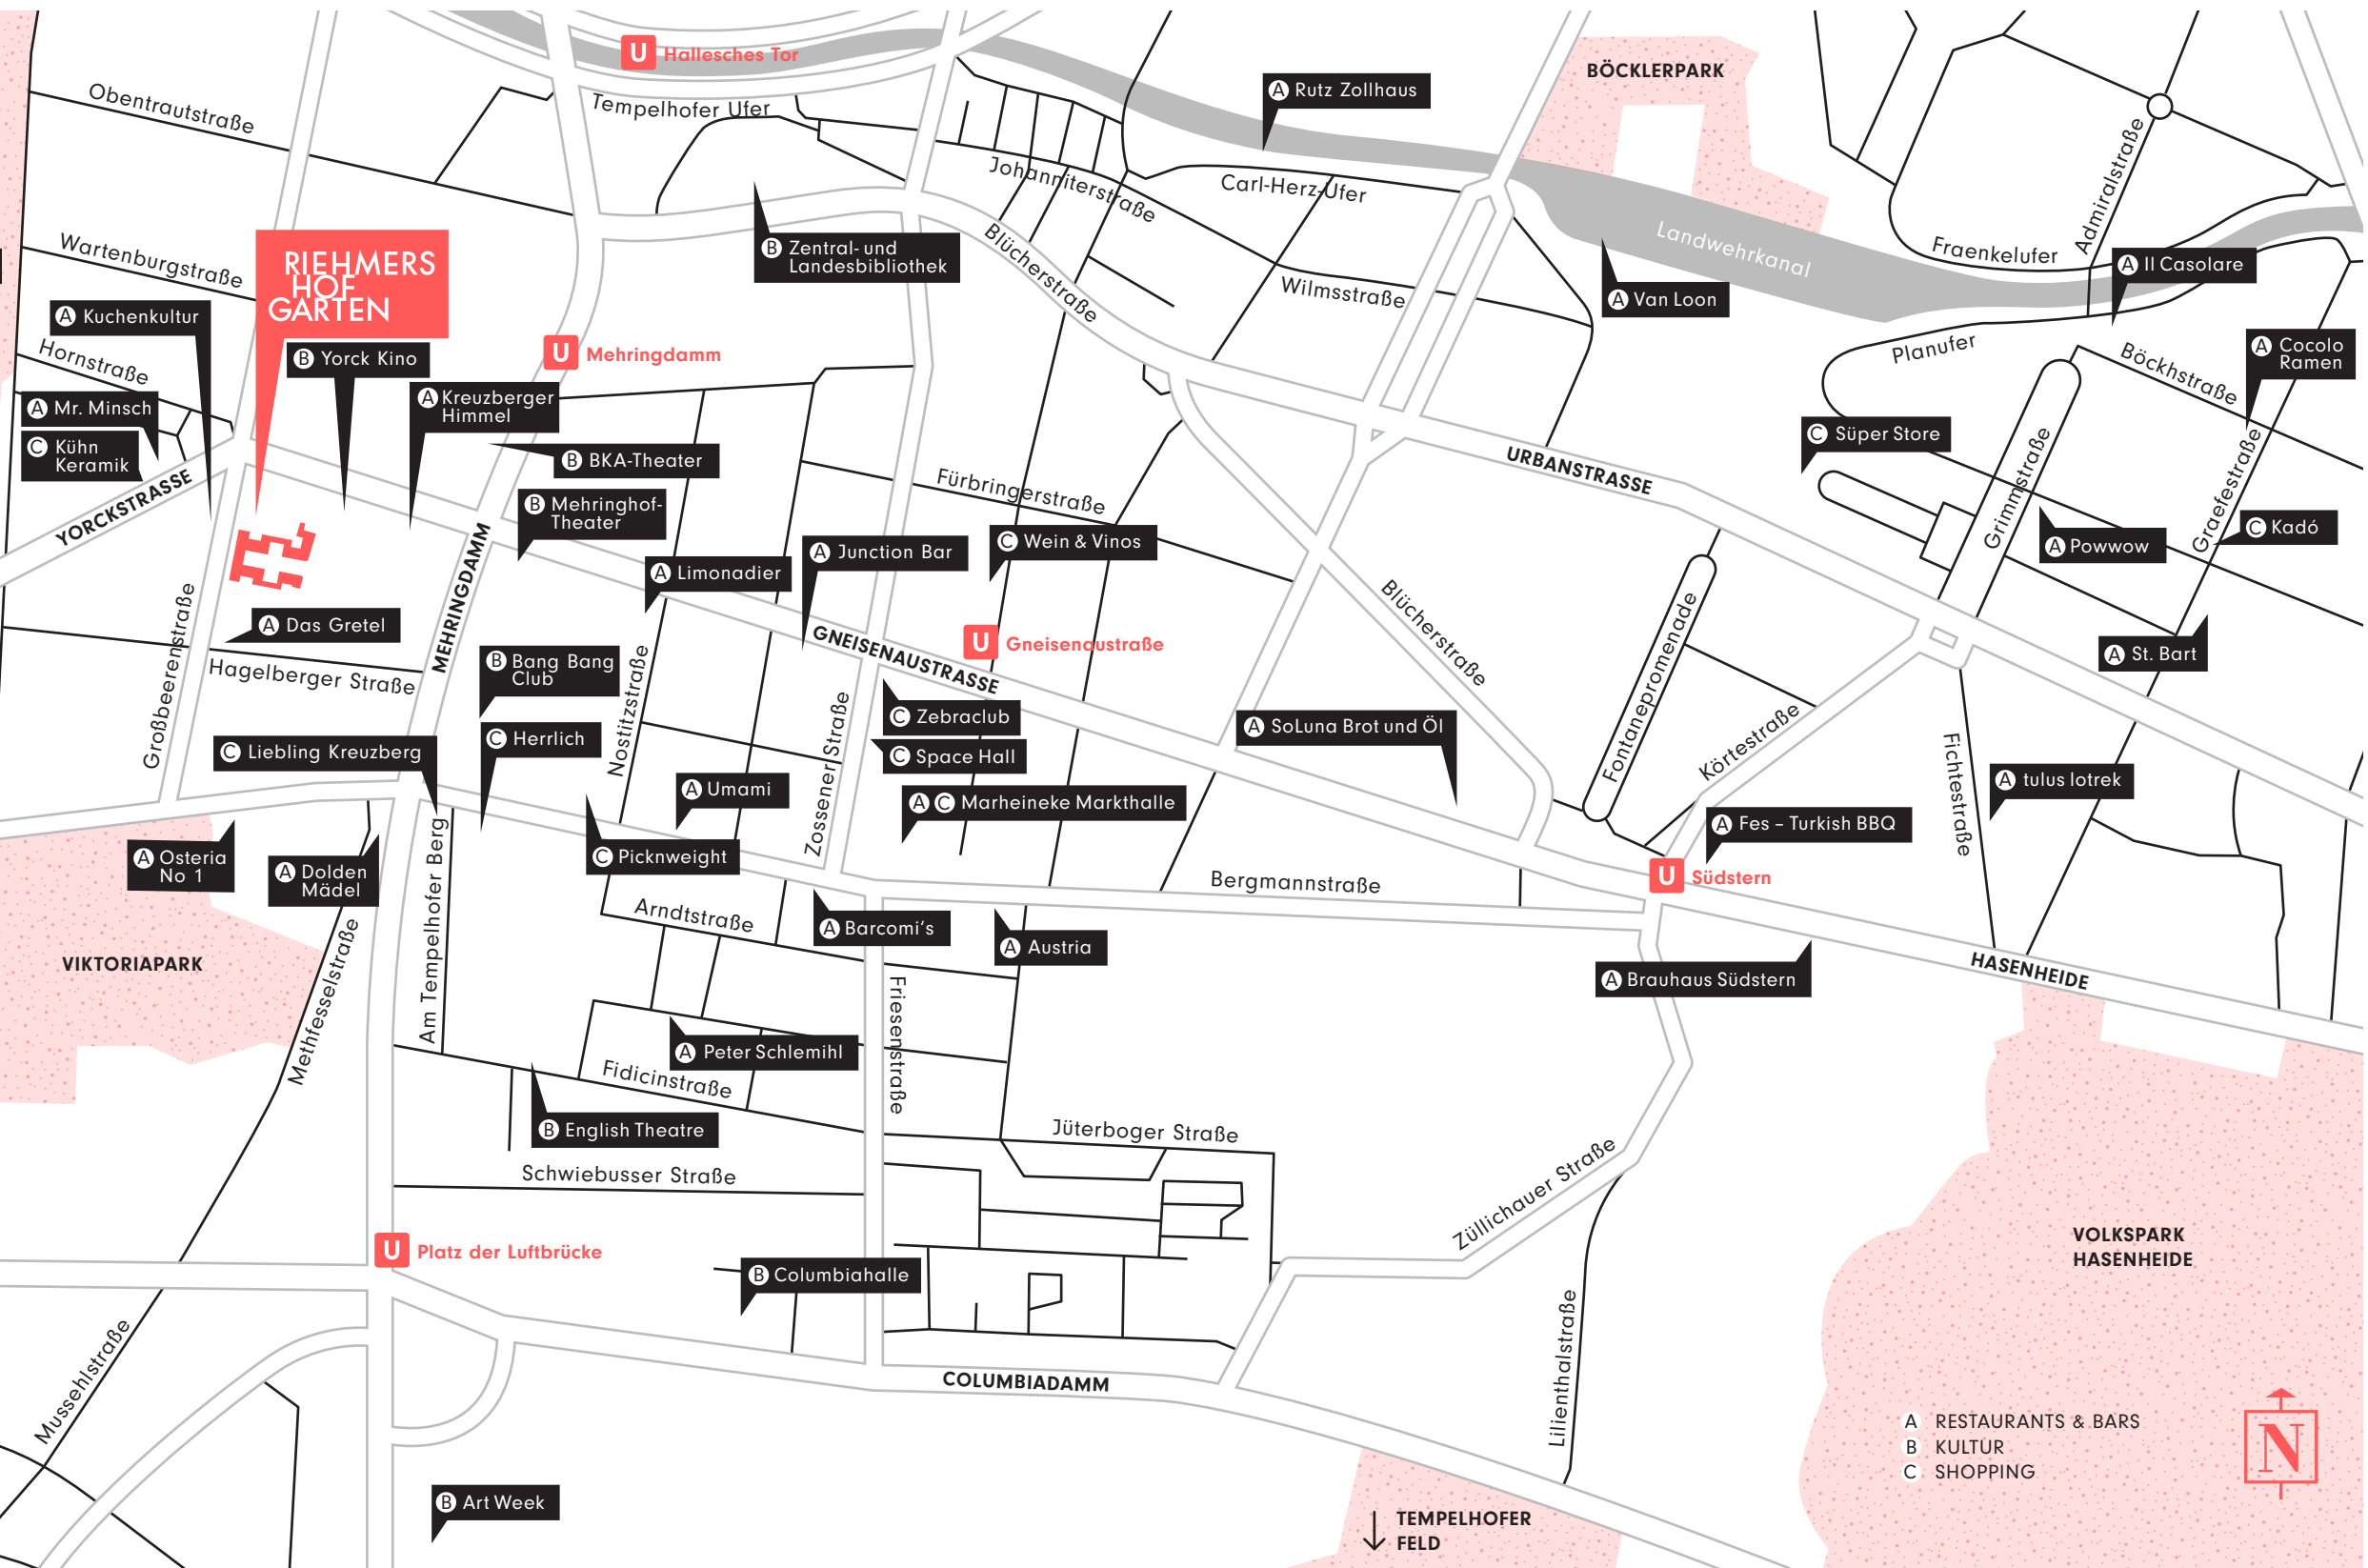 U Hallesches Tor
BÖCKLERPARK
Obentrautstraße
Tempelhofer Ufer
A Rutz Zollhaus
Johanniterstraße
Carl-Herz-Ufer
Admiralstraße
Landwehrkanal
Fraenkelufer
Wartenburgstraße
RIEHMERS
HOF
GARTEN
B Zentral- und
Landesbibliothek
Blücherstraße
Wilmsstraße
A Van Loon
A Il Casolare
A Kuchenkultur
Hornstraße
B Yorck Kino
U Mehringdamm
Planufer
Böckhstraße
A Cocolo
Ramen
A Mr. Minsch
A Kreuzberger
Himmel
C Kühn
Keramik
B BKA-Theater
C Süper Store
URBANSTRASSE
Grimmstraße
Graefestraße
YORCKSTRASSE
B Mehringhof-
Theater
Fürbringerstraße
C Wein & Vinos
A Powwow
C Kadó
MEHRINGDAMM
A Limonadier
A Junction Bar
Blücherstraße
Fontanepromenade
Großbeerenstraße
A Das Gretel
Hagelberger Straße
B Bang Bang
Club
Nostitzstraße
GNEISENAUSTRASSE
U Gneisenaustraße
A St. Bart
Zossener Straße
C Zebraclub
C Space Hall
A SoLuna Brot und Öl
Körtestraße
Fichtestraße
C Liebling Kreuzberg
C Herrlich
A Umami
A C Marheineke Markthalle
A tulus lotrek
A Fes – Turkish BBQ
A Osteria
No 1
A Dolden
Mädel
C Picknweight
U Südstern
Bergmannstraße
Am Tempelhofer Berg
Arndtstraße
A Barcomi's
A Austria
VIKTORIAPARK
Methfesselstraße
A Brauhaus Südstern
HASENHEIDE
Friesenstraße
A Peter Schlemihl
Fidicinstraße
B English Theatre
Jüterboger Straße
Schwiebusser Straße
Züllichauer Straße
U Platz der Luftbrücke
B Columbiahalle
VOLKSPARK
HASENHEIDE
Mussehlstraße
COLUMBIADAMM
Lilienthalstraße
A RESTAURANTS & BARS
B KULTUR
C SHOPPING
N
B Art Week
TEMPELHOFER
FELD